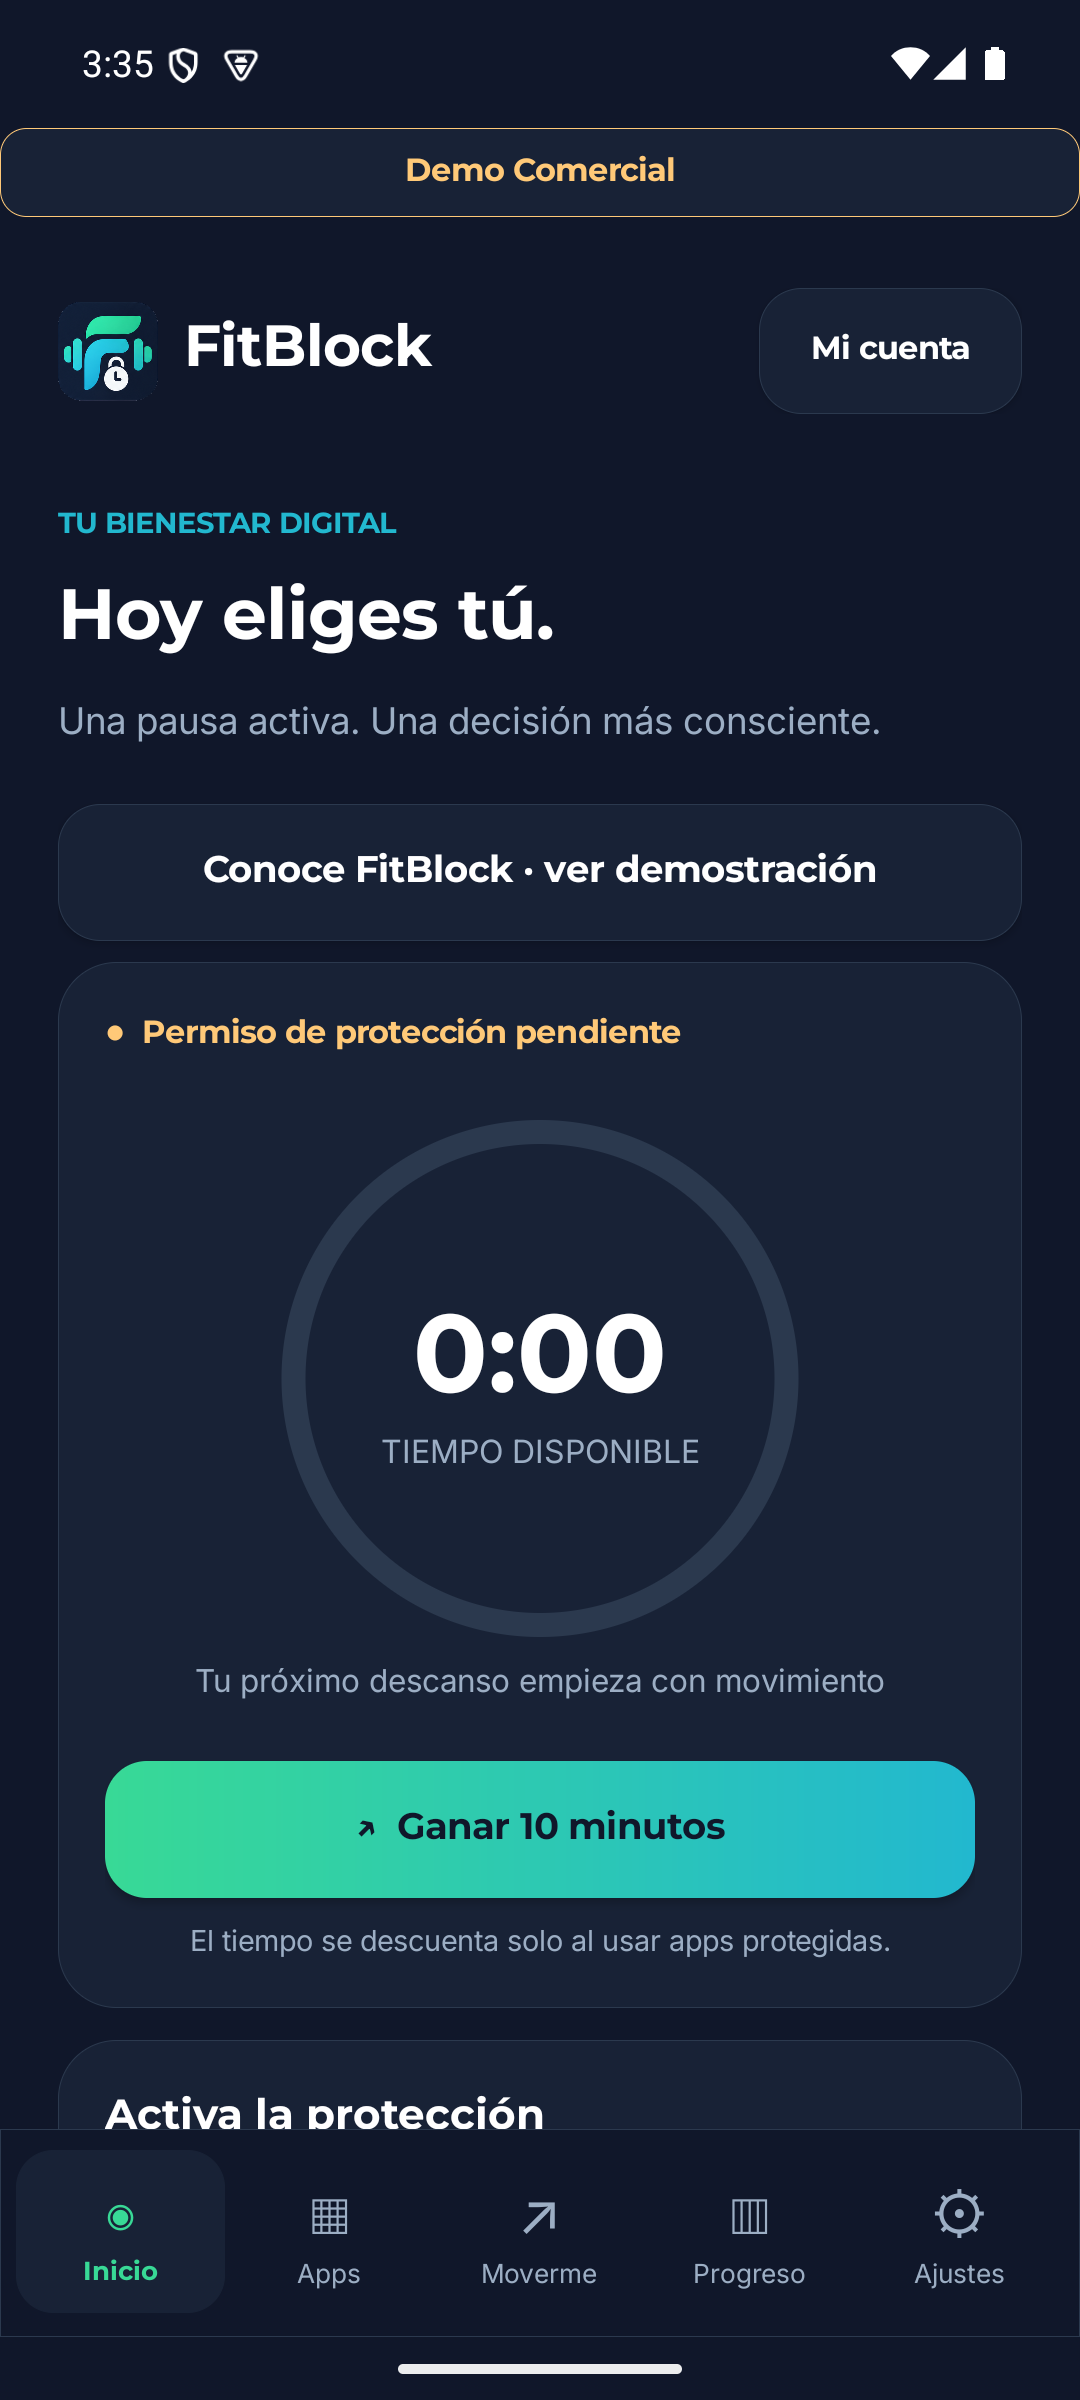 3:35
Demo Comercial
FitBlock
Mi cuenta
TU BIENESTAR DIGITAL
Hoy eliges tú.
Una pausa activa. Una decisión más consciente.
Conoce FitBlock · ver demostración
Permiso de protección pendiente
0:00
TIEMPO DISPONIBLE
Tu próximo descanso empieza con movimiento
↗ Ganar 10 minutos
El tiempo se descuenta solo al usar apps protegidas.
Activa la protección
Inicio
Apps
Moverme
Progreso
Ajustes